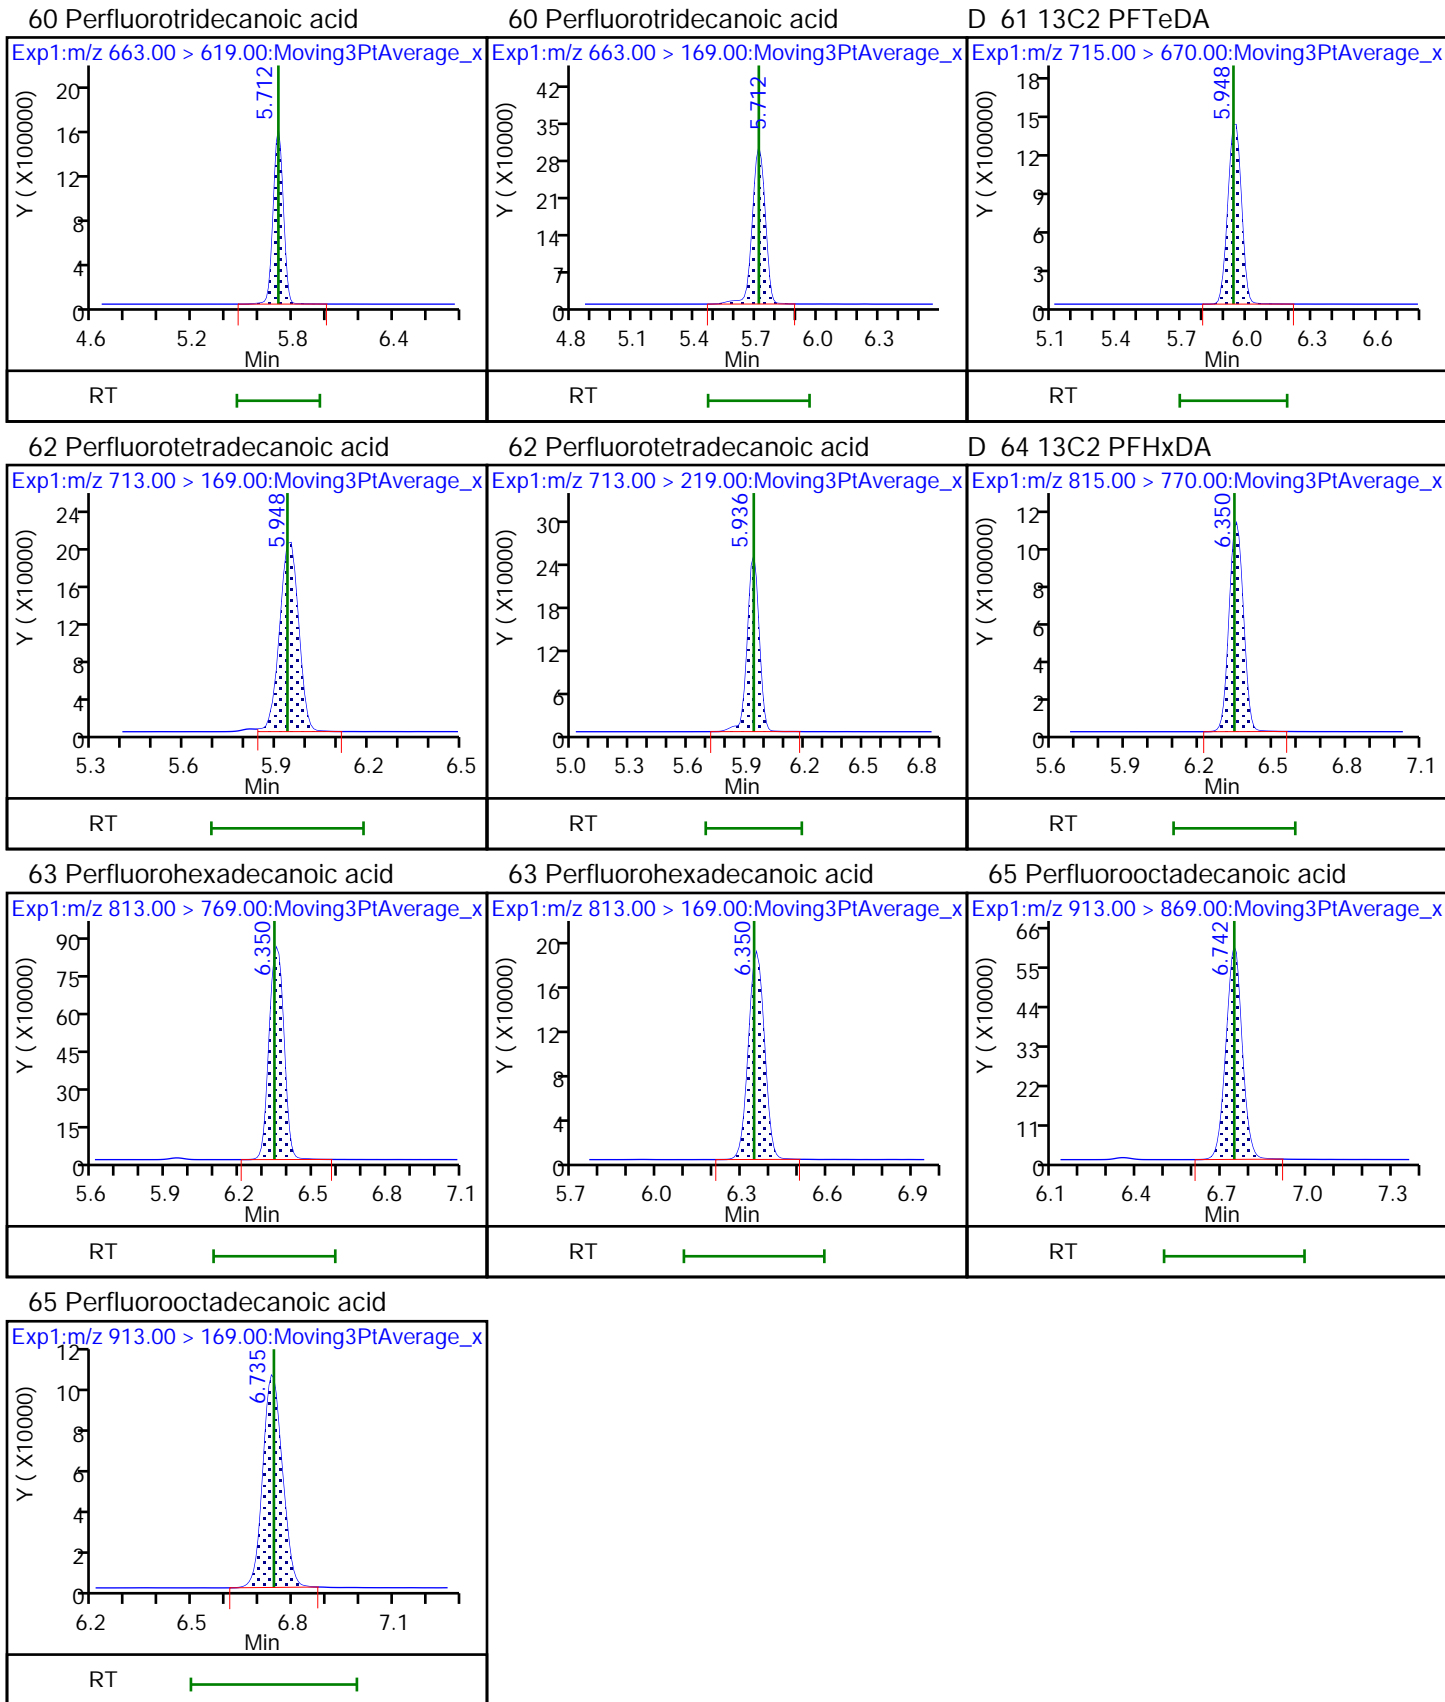 60 Perfluorotridecanoic acid
Exp1:m/z 663.00 > 619.00:Moving3PtAverage_x
5.712
Y ( X100000)
20
16
12
8
4
0
4.6 5.2 5.8 6.4
Min
RT
60 Perfluorotridecanoic acid
Exp1:m/z 663.00 > 169.00:Moving3PtAverage_x
5.712
Y ( X10000)
42
35
28
21
14
7
0
4.8 5.1 5.4 5.7 6.0 6.3
Min
RT
D 61 13C2 PFTeDA
Exp1:m/z 715.00 > 670.00:Moving3PtAverage_x
5.948
Y ( X100000)
18
15
12
9
6
3
0
5.1 5.4 5.7 6.0 6.3 6.6
Min
RT
62 Perfluorotetradecanoic acid
Exp1:m/z 713.00 > 169.00:Moving3PtAverage_x
5.948
Y ( X10000)
24
20
16
12
8
4
0
5.3 5.6 5.9 6.2 6.5
Min
RT
62 Perfluorotetradecanoic acid
Exp1:m/z 713.00 > 219.00:Moving3PtAverage_x
5.936
Y ( X10000)
30
24
18
12
6
0
5.0 5.3 5.6 5.9 6.2 6.5 6.8
Min
RT
D 64 13C2 PFHxDA
Exp1:m/z 815.00 > 770.00:Moving3PtAverage_x
6.350
Y ( X100000)
12
10
8
6
4
2
0
5.6 5.9 6.2 6.5 6.8 7.1
Min
RT
63 Perfluorohexadecanoic acid
Exp1:m/z 813.00 > 769.00:Moving3PtAverage_x
6.350
Y ( X10000)
90
75
60
45
30
15
0
5.6 5.9 6.2 6.5 6.8 7.1
Min
RT
63 Perfluorohexadecanoic acid
Exp1:m/z 813.00 > 169.00:Moving3PtAverage_x
6.350
Y ( X10000)
20
16
12
8
4
0
5.7 6.0 6.3 6.6 6.9
Min
RT
65 Perfluorooctadecanoic acid
Exp1:m/z 913.00 > 869.00:Moving3PtAverage_x
6.742
Y ( X10000)
66
55
44
33
22
11
0
6.1 6.4 6.7 7.0 7.3
Min
RT
65 Perfluorooctadecanoic acid
Exp1:m/z 913.00 > 169.00:Moving3PtAverage_x
6.735
Y ( X10000)
12
10
8
6
4
2
0
6.2 6.5 6.8 7.1
Min
RT